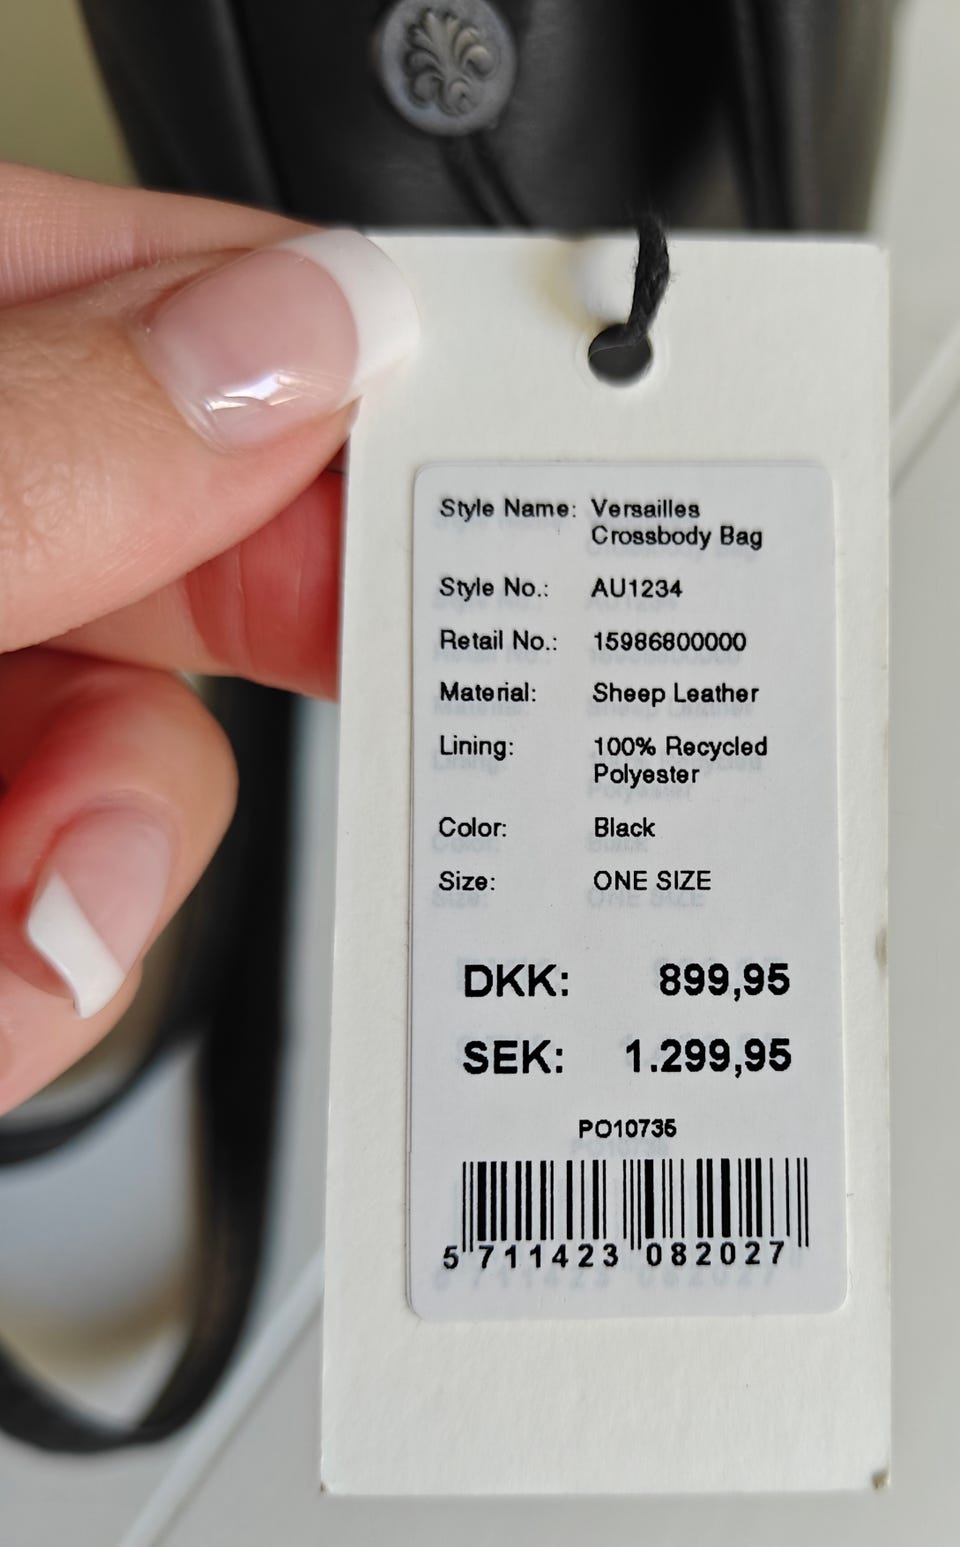 Style Name: Versailles
Crossbody Bag
Style No.: AU1234
Retail No.: 15986800000
Material: Sheep Leather
Lining: 100% Recycled
Polyester
Color: Black
Size: ONE SIZE
DKK: 899,95
SEK: 1.299,95
PO10735
5 711423 082027